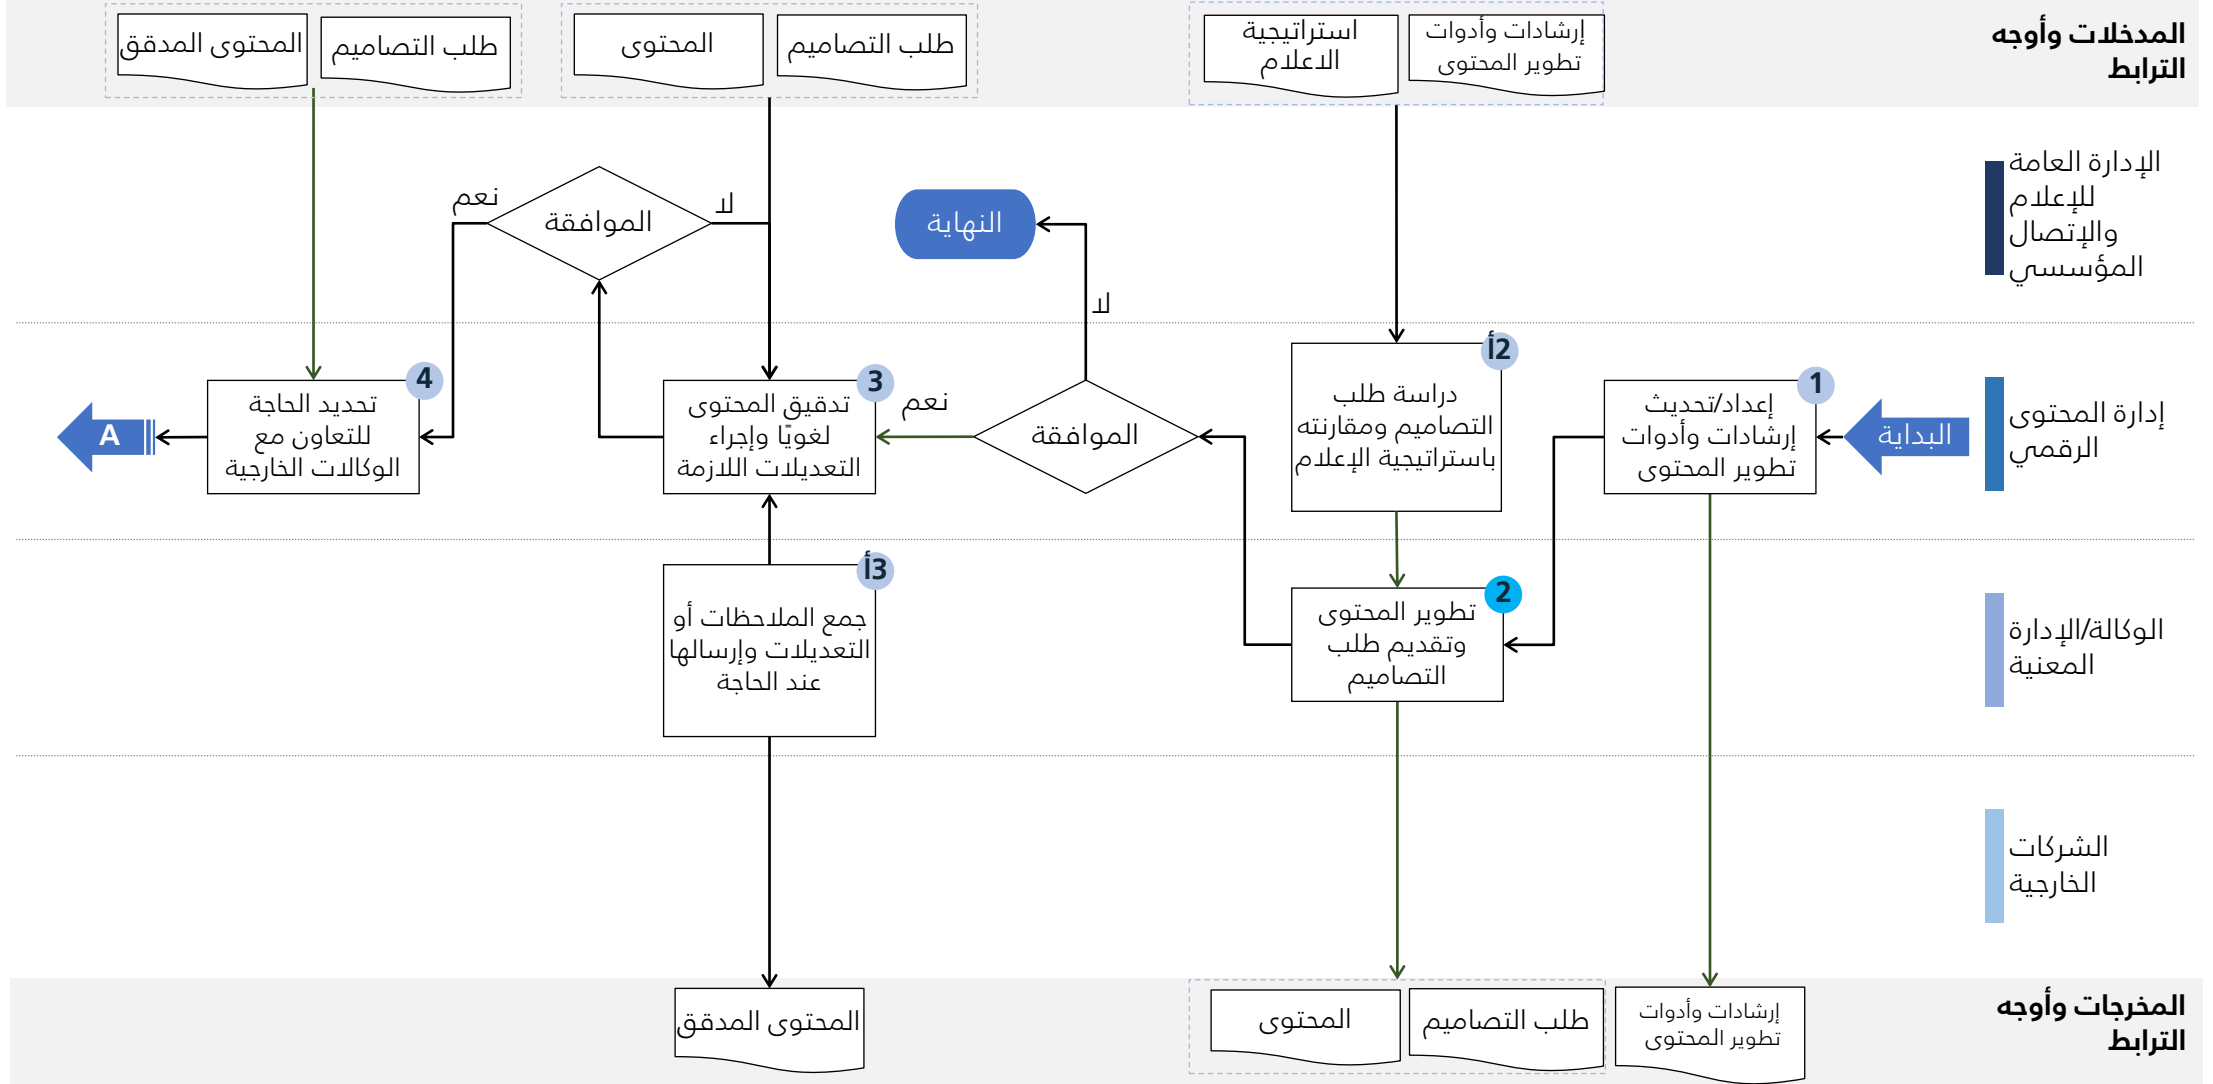 المدخلات وأوجه
الترابط
إرشادات وأدوات
تطوير المحتوى
استراتيجية
الاعلام
طلب التصاميم
المحتوى
طلب التصاميم
المحتوى المدقق
الإدارة العامة
للإعلام
والإتصال
المؤسسي
النهاية
لا
لا
الموافقة
نعم
إدارة المحتوى
الرقمي
البداية
1
إعداد/تحديث
إرشادات وأدوات
تطوير المحتوى
2أ
دراسة طلب
التصاميم ومقارنته
باستراتيجية الإعلام
الموافقة
نعم
3
تدقيق المحتوى
لغويًا وإجراء
التعديلات اللازمة
4
تحديد الحاجة
للتعاون مع
الوكالات الخارجية
A
الوكالة/الإدارة
المعنية
2
تطوير المحتوى
وتقديم طلب
التصاميم
3أ
جمع الملاحظات أو
التعديلات وإرسالها
عند الحاجة
الشركات
الخارجية
المخرجات وأوجه
الترابط
إرشادات وأدوات
تطوير المحتوى
طلب التصاميم
المحتوى
المحتوى المدقق